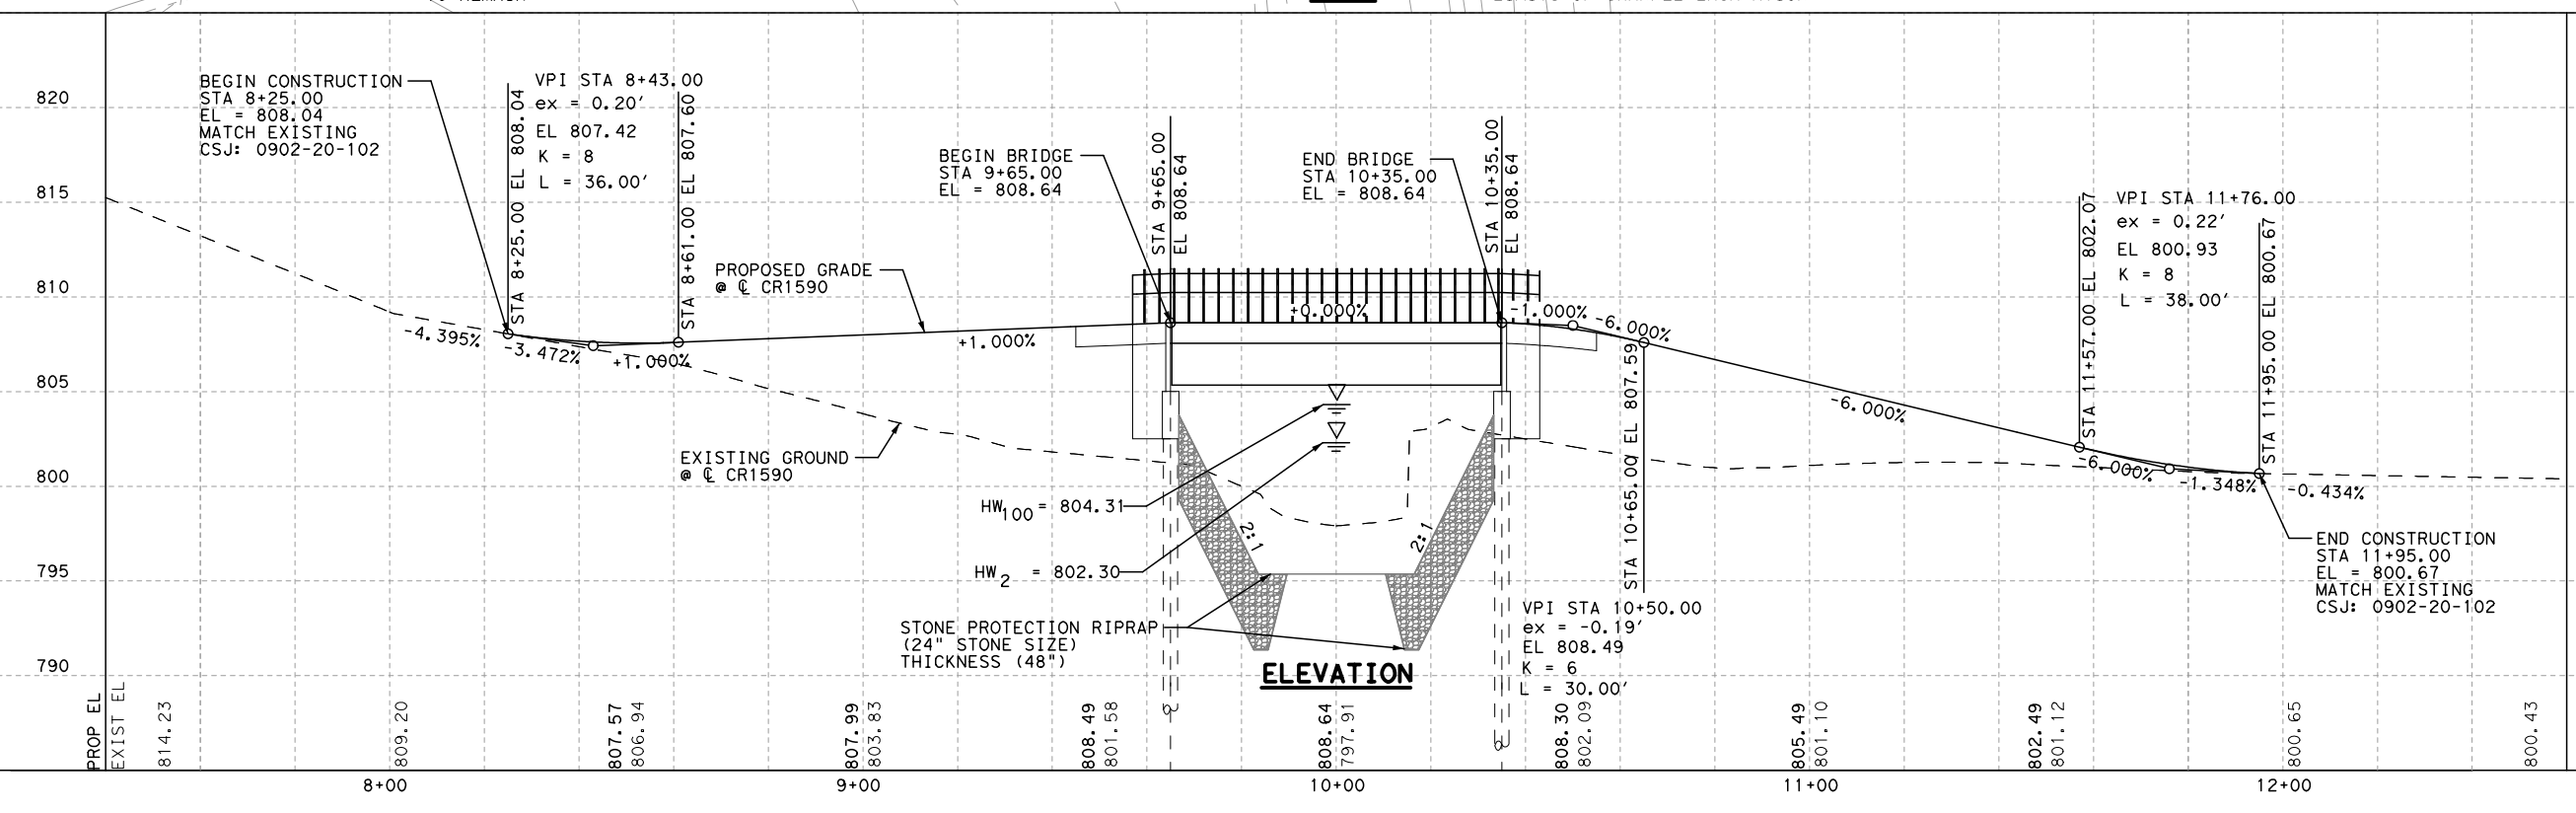 820
815
810
805
800
795
790
BEGIN CONSTRUCTION
STA 8+25.00
EL = 808.04
MATCH EXISTING
CSJ: 0902-20-102
STA 8+25.00 EL 808.04
VPI STA 8+43.00
ex = 0.20'
EL 807.42
K = 8
L = 36.00'
STA 8+61.00 EL 807.60
-4.395%
-3.472%
+1.000%
PROPOSED GRADE
@ ℄ CR1590
+1.000%
EXISTING GROUND
@ ℄ CR1590
BEGIN BRIDGE
STA 9+65.00
EL = 808.64
STA 9+65.00
EL 808.64
END BRIDGE
STA 10+35.00
EL = 808.64
STA 10+35.00
EL 808.64
+0.000%
-1.000%
-6.000%
HW100 = 804.31
HW2 = 802.30
2:1
2:1
STONE PROTECTION RIPRAP
(24" STONE SIZE)
THICKNESS (48")
ELEVATION
STA 10+65.00 EL 807.59
VPI STA 10+50.00
ex = -0.19'
EL 808.49
K = 6
L = 30.00'
-6.000%
STA 11+57.00 EL 802.07
VPI STA 11+76.00
ex = 0.22'
EL 800.93
K = 8
L = 38.00'
STA 11+95.00 EL 800.67
-6.000%
-1.348%
-0.434%
END CONSTRUCTION
STA 11+95.00
EL = 800.67
MATCH EXISTING
CSJ: 0902-20-102
PROP EL
EXIST EL
814.23
809.20
807.57
806.94
807.99
803.83
808.49
801.58
808.64
797.91
808.30
802.09
805.49
801.10
802.49
801.12
800.65
800.43
8+00
9+00
10+00
11+00
12+00